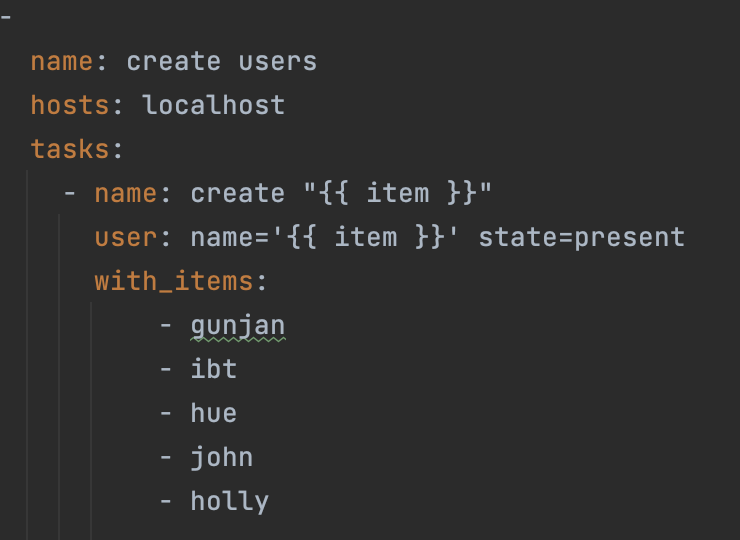 -
name: create users
hosts: localhost
tasks:
- name: create "{{ item }}"
user: name='{{ item }}' state=present
with_items:
- gunjan
- ibt
- hue
- john
- holly